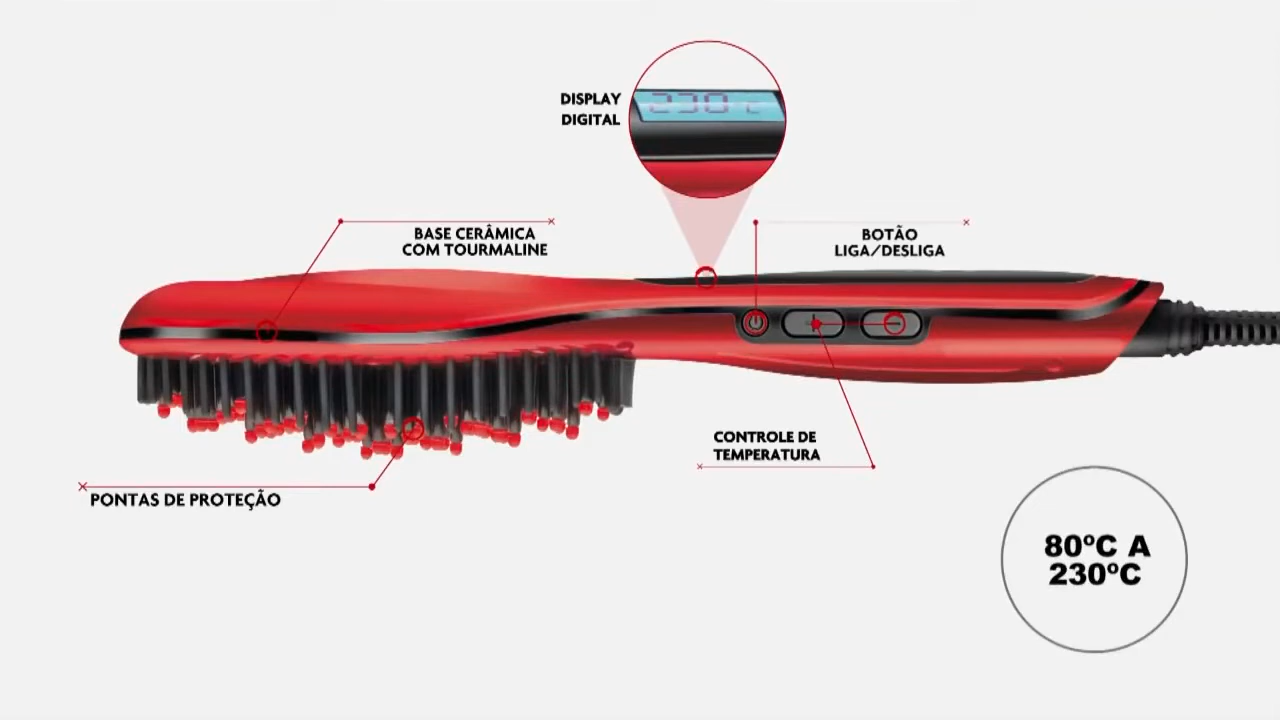 DISPLAY
DIGITAL
230°C
BASE CERÂMICA
COM TOURMALINE
BOTÃO
LIGA/DESLIGA
CONTROLE DE
TEMPERATURA
PONTAS DE PROTEÇÃO
80ºC A
230ºC